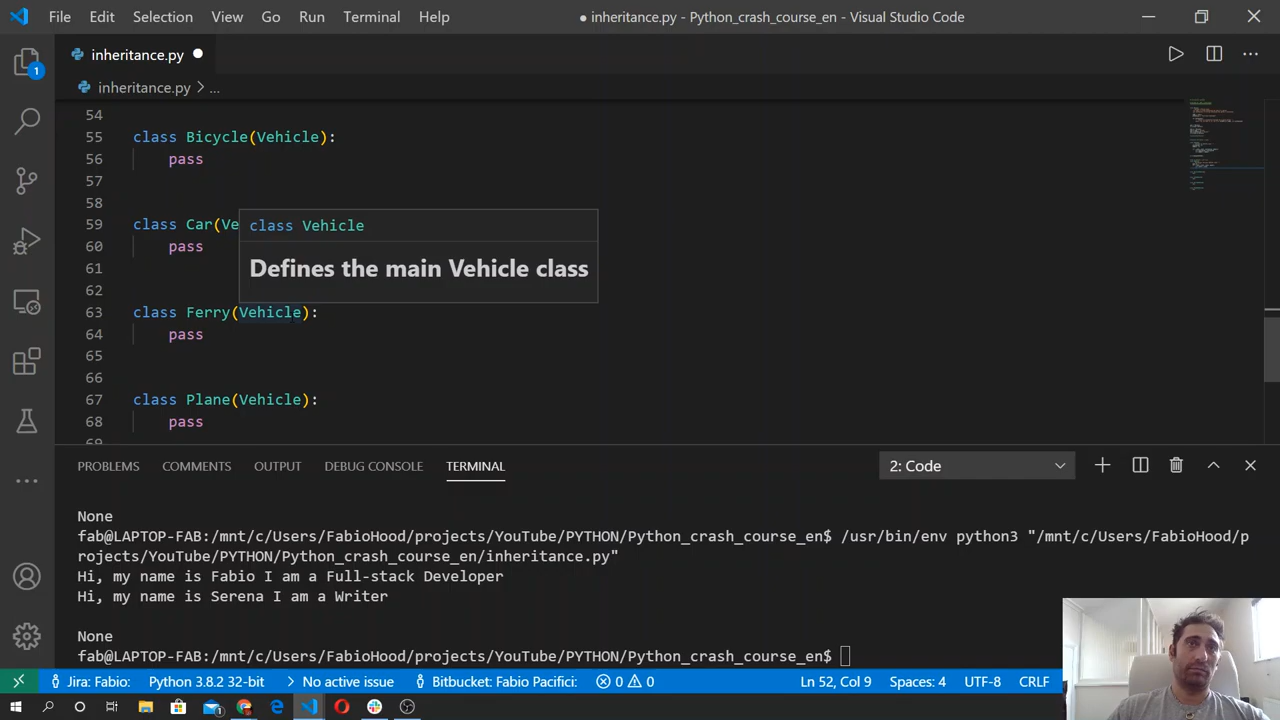 File Edit Selection View Go Run Terminal Help
● inheritance.py - Python_crash_course_en - Visual Studio Code
inheritance.py
1
inheritance.py > ...
54
55 class Bicycle(Vehicle):
56 pass
57
58
59 class Car(Ve
60 pass
61
62
63 class Ferry(Vehicle):
64 pass
65
66
67 class Plane(Vehicle):
68 pass
69
class Vehicle
Defines the main Vehicle class
PROBLEMS COMMENTS OUTPUT DEBUG CONSOLE TERMINAL 2: Code
None
fab@LAPTOP-FAB:/mnt/c/Users/FabioHood/projects/YouTube/PYTHON/Python_crash_course_en$ /usr/bin/env python3 "/mnt/c/Users/FabioHood/p
rojects/YouTube/PYTHON/Python_crash_course_en/inheritance.py"
Hi, my name is Fabio I am a Full-stack Developer
Hi, my name is Serena I am a Writer
None
fab@LAPTOP-FAB:/mnt/c/Users/FabioHood/projects/YouTube/PYTHON/Python_crash_course_en$
Jira: Fabio: Python 3.8.2 32-bit > No active issue Bitbucket: Fabio Pacifici: 0 0 Ln 52, Col 9 Spaces: 4 UTF-8 CRLF